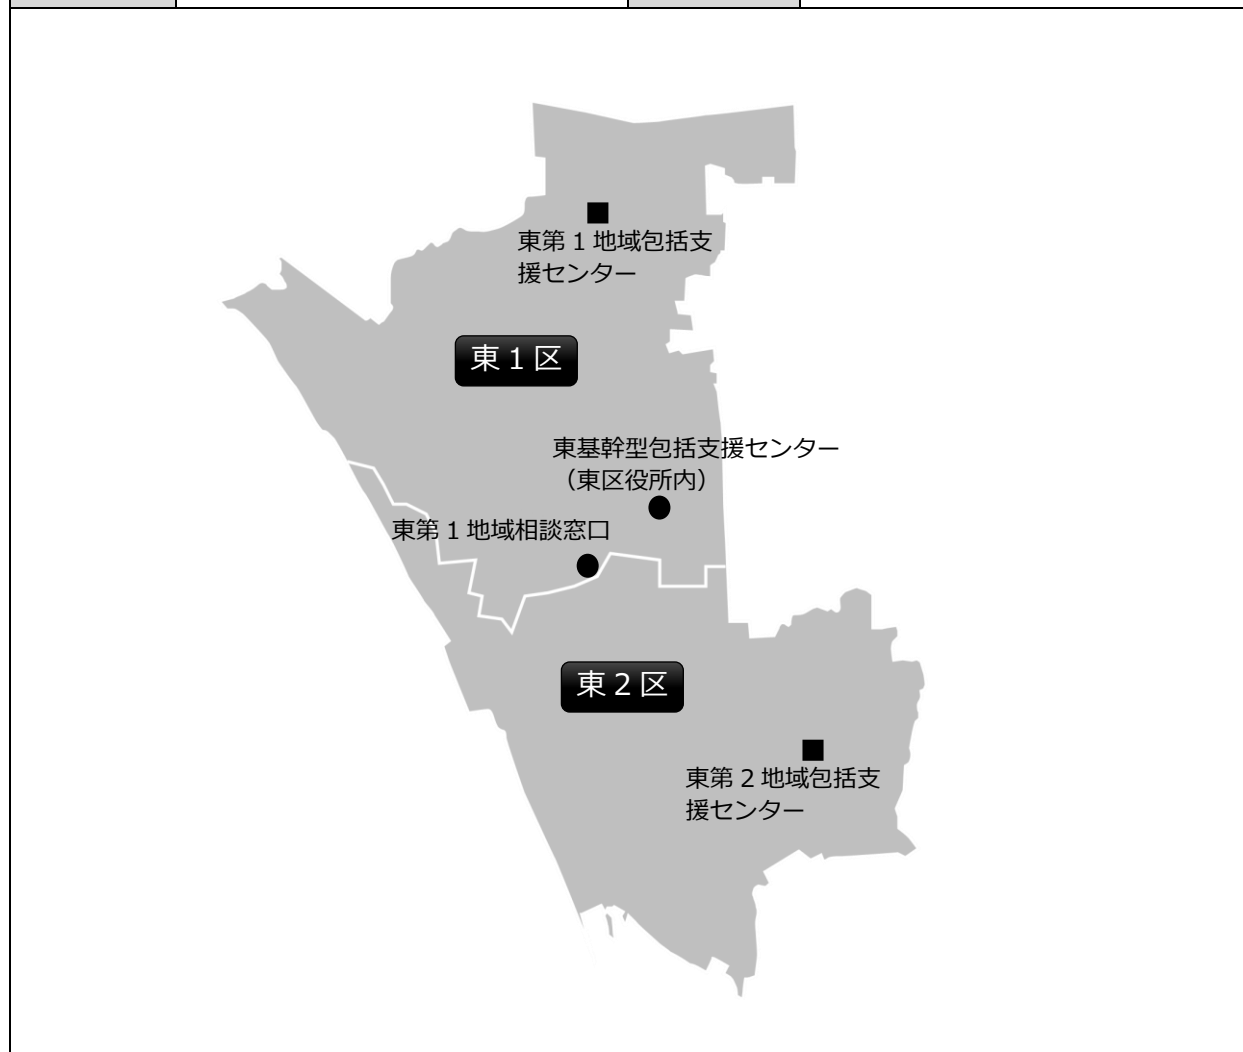 東第１地域包括支
援センター
東１区
東基幹型包括支援センター
（東区役所内）
東第１地域相談窓口
東２区
東第２地域包括支
援センター